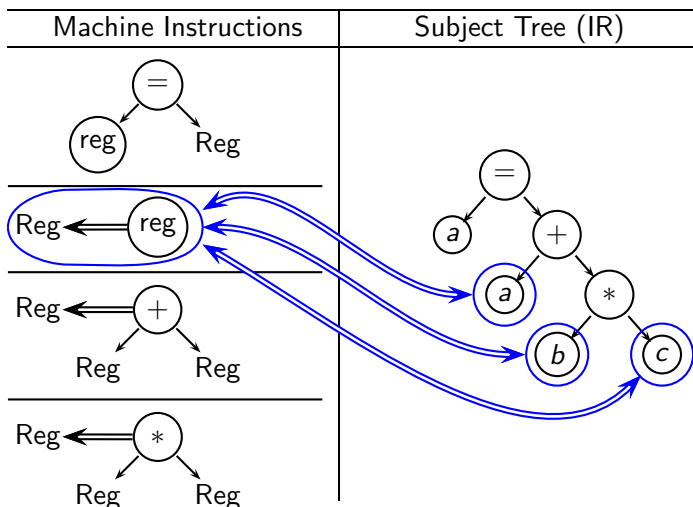 Machine Instructions Subject Tree (IR)
=
reg Reg
Reg reg
Reg +
Reg Reg
Reg *
Reg Reg
=
a +
a *
b c